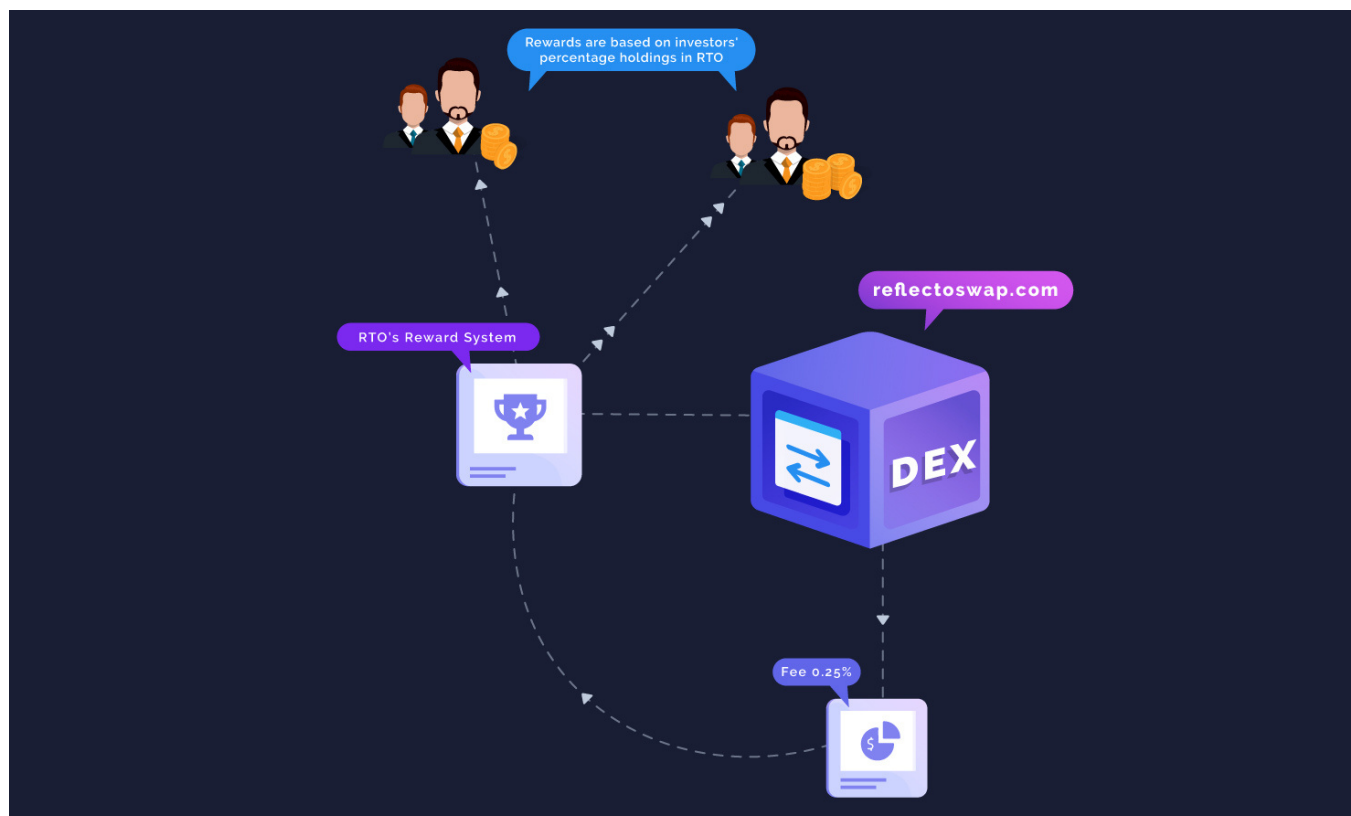 Rewards are based on investors'
percentage holdings in RTO
reflectoswap.com
RTO's Reward System
DEX
Fee 0.25%
$